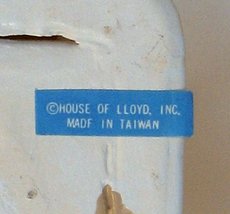 ©HOUSE OF LLOYD, INC.
MADE IN TAIWAN